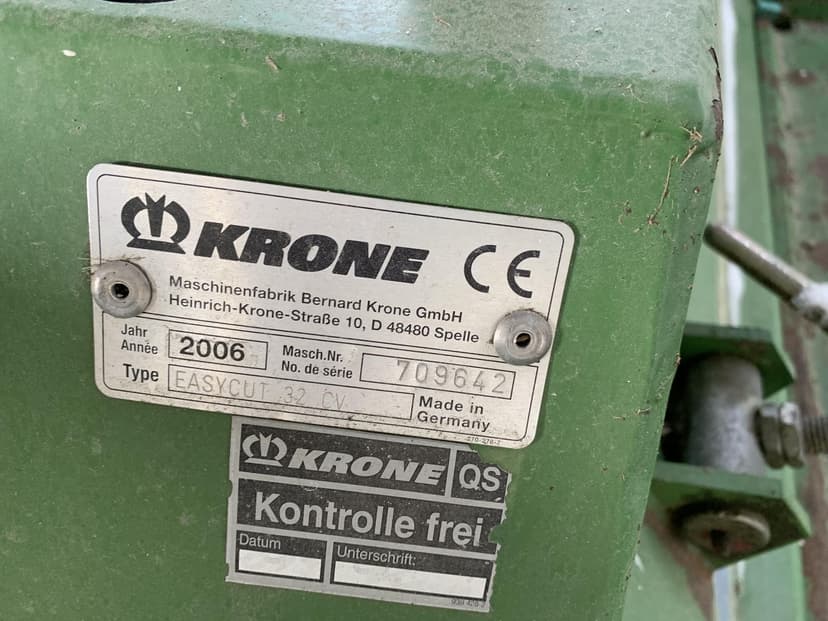 KRONE CE
Maschinenfabrik Bernard Krone GmbH
Heinrich-Krone-Straße 10, D 48480 Spelle
Jahr
Année 2006 Masch.Nr.
No. de série 709642
Type EASYCUT 32 CV Made in
Germany
KRONE QS
Kontrolle frei
Datum Unterschrift: